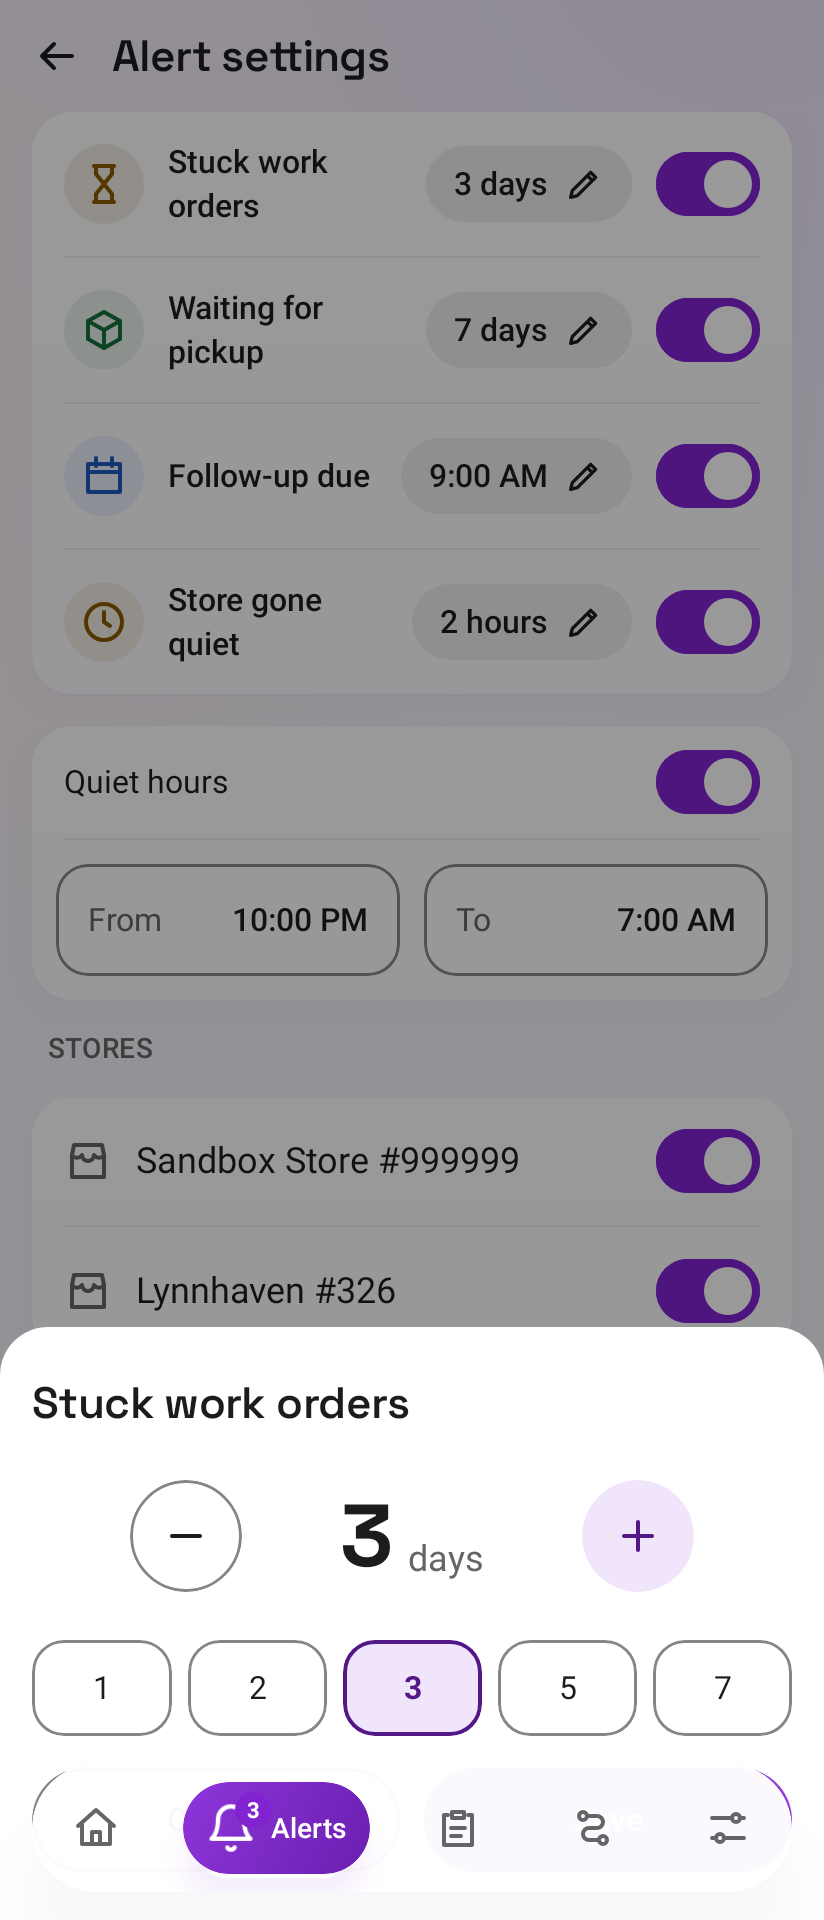 Alert settings
Stuck work
orders
3 days
Waiting for
pickup
7 days
Follow-up due
9:00 AM
Store gone
quiet
2 hours
Quiet hours
From
10:00 PM
To
7:00 AM
STORES
Sandbox Store #999999
Lynnhaven #326
Stuck work orders
3 days
1
2
3
5
7
3
Alerts